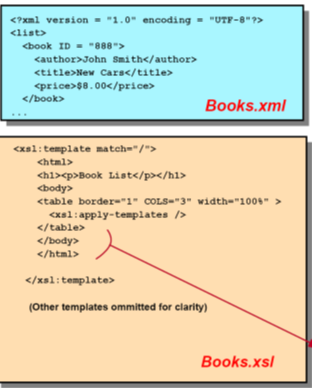 <?xml version = "1.0" encoding = "UTF-8"?>
<list>
<book ID = "888">
<author>John Smith</author>
<title>New Cars</title>
<price>$8.00</price>
</book>
...
Books.xml
<xsl:template match="/">
<html>
<h1><p>Book List</p></h1>
<body>
<table border="1" COLS="3" width="100%" >
<xsl:apply-templates />
</table>
</body>
</html>
</xsl:template>
(Other templates ommitted for clarity)
Books.xsl